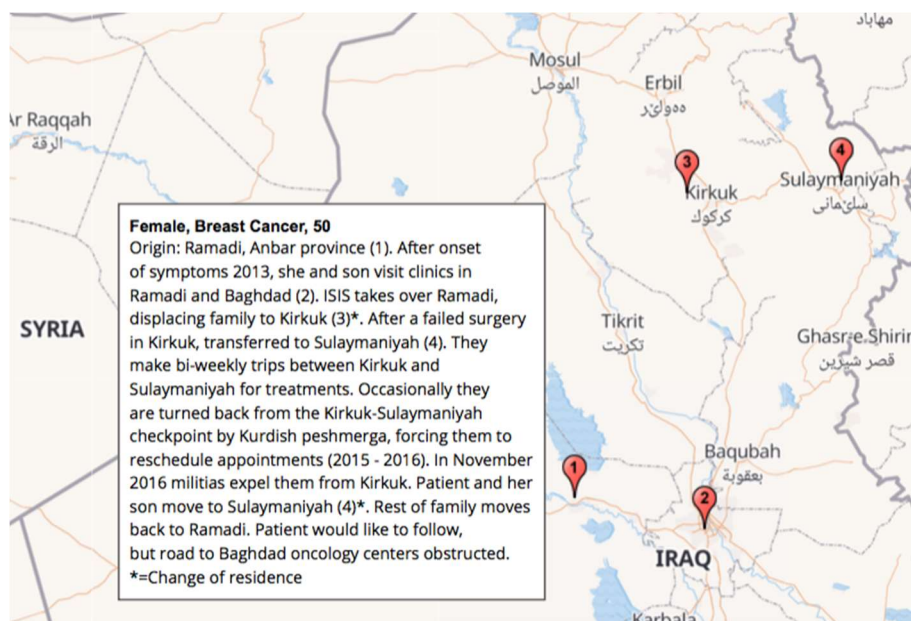 مهاباد
Mosul
الموصل
Erbil
Ar Raqqah
الرقة
4
3
Sulaymaniyah
Kirkuk
كركوك
Female, Breast Cancer, 50
Origin: Ramadi, Anbar province (1). After onset
of symptoms 2013, she and son visit clinics in
Ramadi and Baghdad (2). ISIS takes over Ramadi,
displacing family to Kirkuk (3)*. After a failed surgery
in Kirkuk, transferred to Sulaymaniyah (4). They
make bi-weekly trips between Kirkuk and
Sulaymaniyah for treatments. Occasionally they
are turned back from the Kirkuk-Sulaymaniyah
checkpoint by Kurdish peshmerga, forcing them to
reschedule appointments (2015 - 2016). In November
2016 militias expel them from Kirkuk. Patient and her
son move to Sulaymaniyah (4)*. Rest of family moves
back to Ramadi. Patient would like to follow,
but road to Baghdad oncology centers obstructed.
*=Change of residence
SYRIA
Tikrit
تكريت
Ghasr-e Shirin
قصر شیرین
Baqubah
بعقوبة
1
2
IRAQ
Karbala